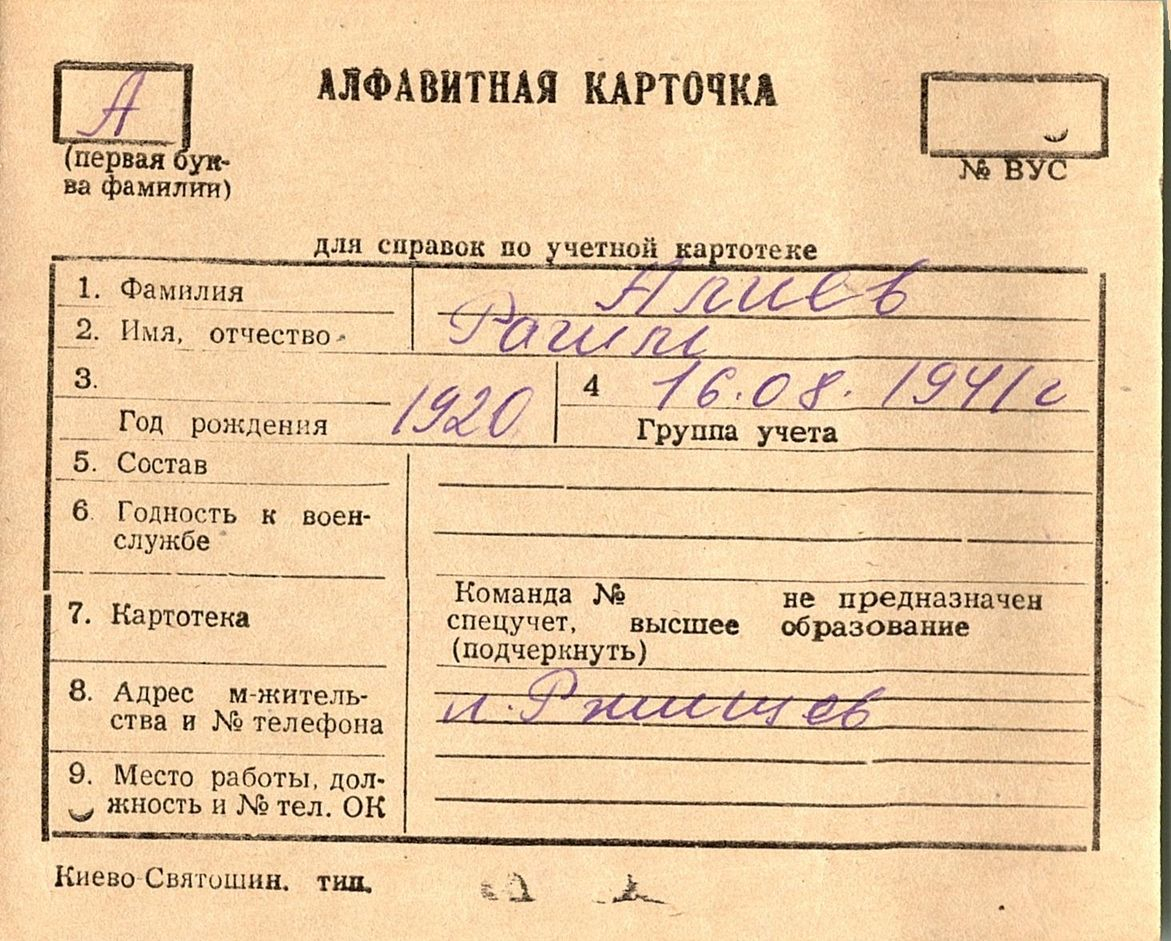 А
АЛФАВИТНАЯ КАРТОЧКА
(первая бук-
ва фамилии)
№ ВУС
для справок по учетной картотеке
1. Фамилия Алиев
2. Имя, отчество Рагим
3.
Год рождения 1920
4 16.08.1941г
Группа учета
5. Состав
6. Годность к воен-
службе
7. Картотека
Команда № не предназначен
спецучет, высшее образование
(подчеркнуть)
8. Адрес м-житель-
ства и № телефона
п. Ржищев
9. Место работы, дол-
жность и № тел. ОК
Киево-Святошин. тип.